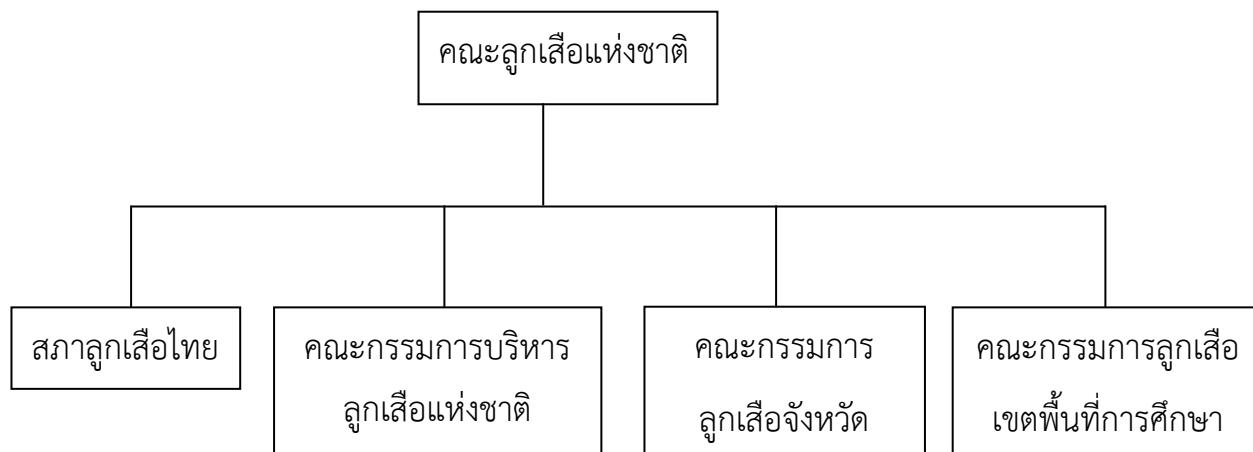 คณะลูกเสือแห่งชาติ
สภาลูกเสือไทย
คณะกรรมการบริหาร
ลูกเสือแห่งชาติ
คณะกรรมการ
ลูกเสือจังหวัด
คณะกรรมการลูกเสือ
เขตพื้นที่การศึกษา